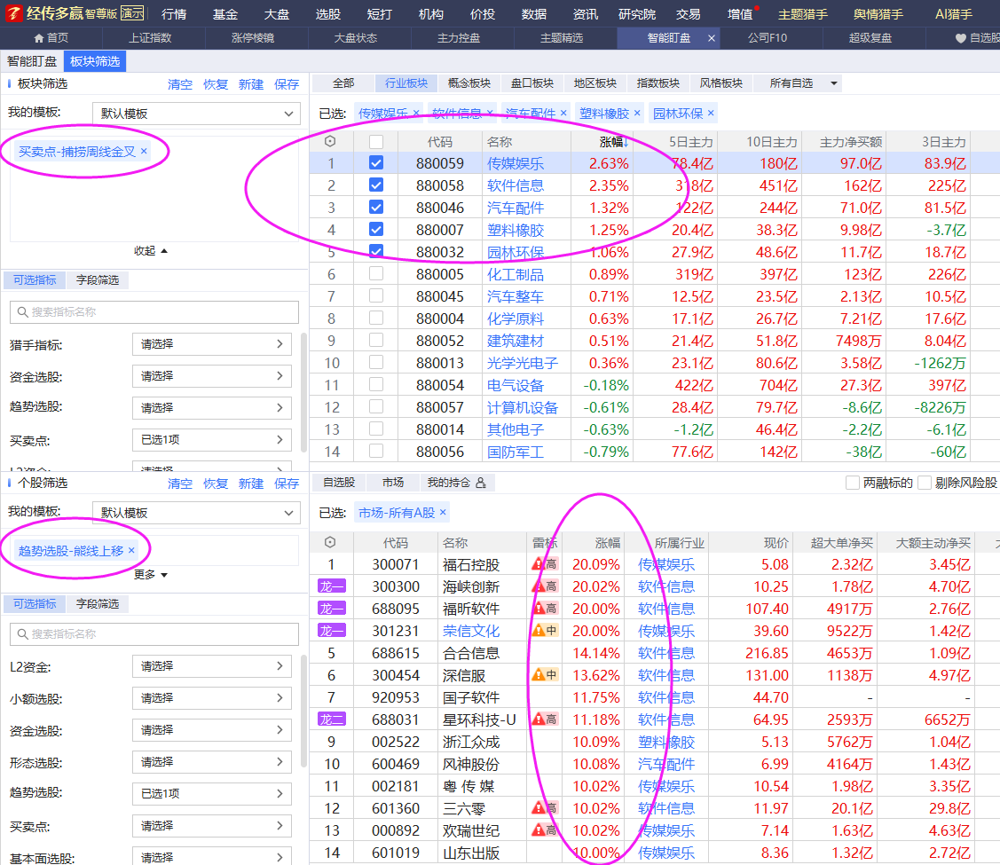 经传多赢 智尊版 演示 行情 基金 大盘 选股 短打 机构 价投 数据 资讯 研究院 交易 增值 主题猎手 舆情猎手 AI猎手
首页 上证指数 涨停棱镜 大盘状态 主力控盘 主题精选 智能盯盘 × 公司F10 超级复盘 自选股
智能盯盘 板块筛选
板块筛选 清空 恢复 新建 保存
我的模板: 默认模板
买卖点-捕捞周线金叉 ×
收起
可选指标 字段筛选
搜索指标名称
猎手指标: 请选择
资金选股: 请选择
趋势选股: 请选择
买卖点: 已选1项
L2资金: 请选择
全部 行业板块 概念板块 盘口板块 地区板块 指数板块 风格板块 所有自选
已选: 传媒娱乐 × 软件信息 × 汽车配件 × 塑料橡胶 × 园林环保 ×
代码 名称 涨幅↓ 5日主力 10日主力 主力净买额 3日主力
1 880059 传媒娱乐 2.63% 78.4亿 180亿 97.0亿 83.9亿
2 880058 软件信息 2.35% 318亿 451亿 162亿 225亿
3 880046 汽车配件 1.32% 122亿 244亿 71.0亿 81.5亿
4 880007 塑料橡胶 1.25% 20.4亿 38.3亿 9.98亿 -3.7亿
5 880032 园林环保 1.06% 27.9亿 48.6亿 11.7亿 18.7亿
6 880005 化工制品 0.89% 319亿 397亿 123亿 226亿
7 880045 汽车整车 0.71% 12.5亿 23.5亿 2.13亿 10.5亿
8 880004 化学原料 0.63% 17.1亿 26.7亿 7.21亿 17.6亿
9 880052 建筑建材 0.51% 21.4亿 51.8亿 7498万 8.04亿
10 880013 光学光电子 0.36% 23.1亿 80.6亿 3.58亿 -1262万
11 880054 电气设备 -0.18% 422亿 704亿 27.3亿 397亿
12 880057 计算机设备 -0.61% 28.4亿 79.7亿 -8.6亿 -8226万
13 880014 其他电子 -0.63% -1.2亿 46.4亿 -2.2亿 -6.1亿
14 880056 国防军工 -0.79% 77.6亿 142亿 -38亿 -60亿
个股筛选 清空 恢复 新建 保存
我的模板: 默认模板
趋势选股-能线上移 ×
更多
可选指标 字段筛选
搜索指标名称
L2资金: 请选择
小额选股: 请选择
资金选股: 请选择
形态选股: 请选择
趋势选股: 已选1项
买卖点: 请选择
基本面选股: 请选择
自选股 市场 我的持仓 两融标的 剔除风险股
已选: 市场-所有A股 ×
代码 名称 雷标 涨幅 所属行业 现价 超大单净买 大额主动净买
1 300071 福石控股 高 20.09% 传媒娱乐 5.08 2.32亿 3.45亿
龙一 300300 海峡创新 高 20.02% 软件信息 10.25 1.78亿 4.70亿
龙一 688095 福昕软件 高 20.00% 软件信息 107.40 4917万 2.76亿
龙一 301231 荣信文化 中 20.00% 传媒娱乐 39.60 9522万 1.42亿
5 688615 合合信息 14.14% 软件信息 216.85 4653万 1.09亿
6 300454 深信服 中 13.62% 软件信息 131.00 1138万 4.97亿
7 920953 国子软件 11.75% 软件信息 44.70 - -
龙二 688031 星环科技-U 高 11.18% 软件信息 64.95 2593万 6652万
9 002522 浙江众成 10.09% 塑料橡胶 5.13 5762万 1.04亿
10 600469 风神股份 10.08% 汽车配件 6.99 4164万 1.43亿
11 002181 粤 传 媒 10.02% 传媒娱乐 10.54 1.98亿 3.35亿
12 601360 三六零 高 10.02% 软件信息 11.97 20.1亿 29.8亿
13 000892 欢瑞世纪 高 10.02% 传媒娱乐 7.14 1.63亿 4.63亿
14 601019 山东出版 10.00% 传媒娱乐 8.36 1.32亿 2.72亿